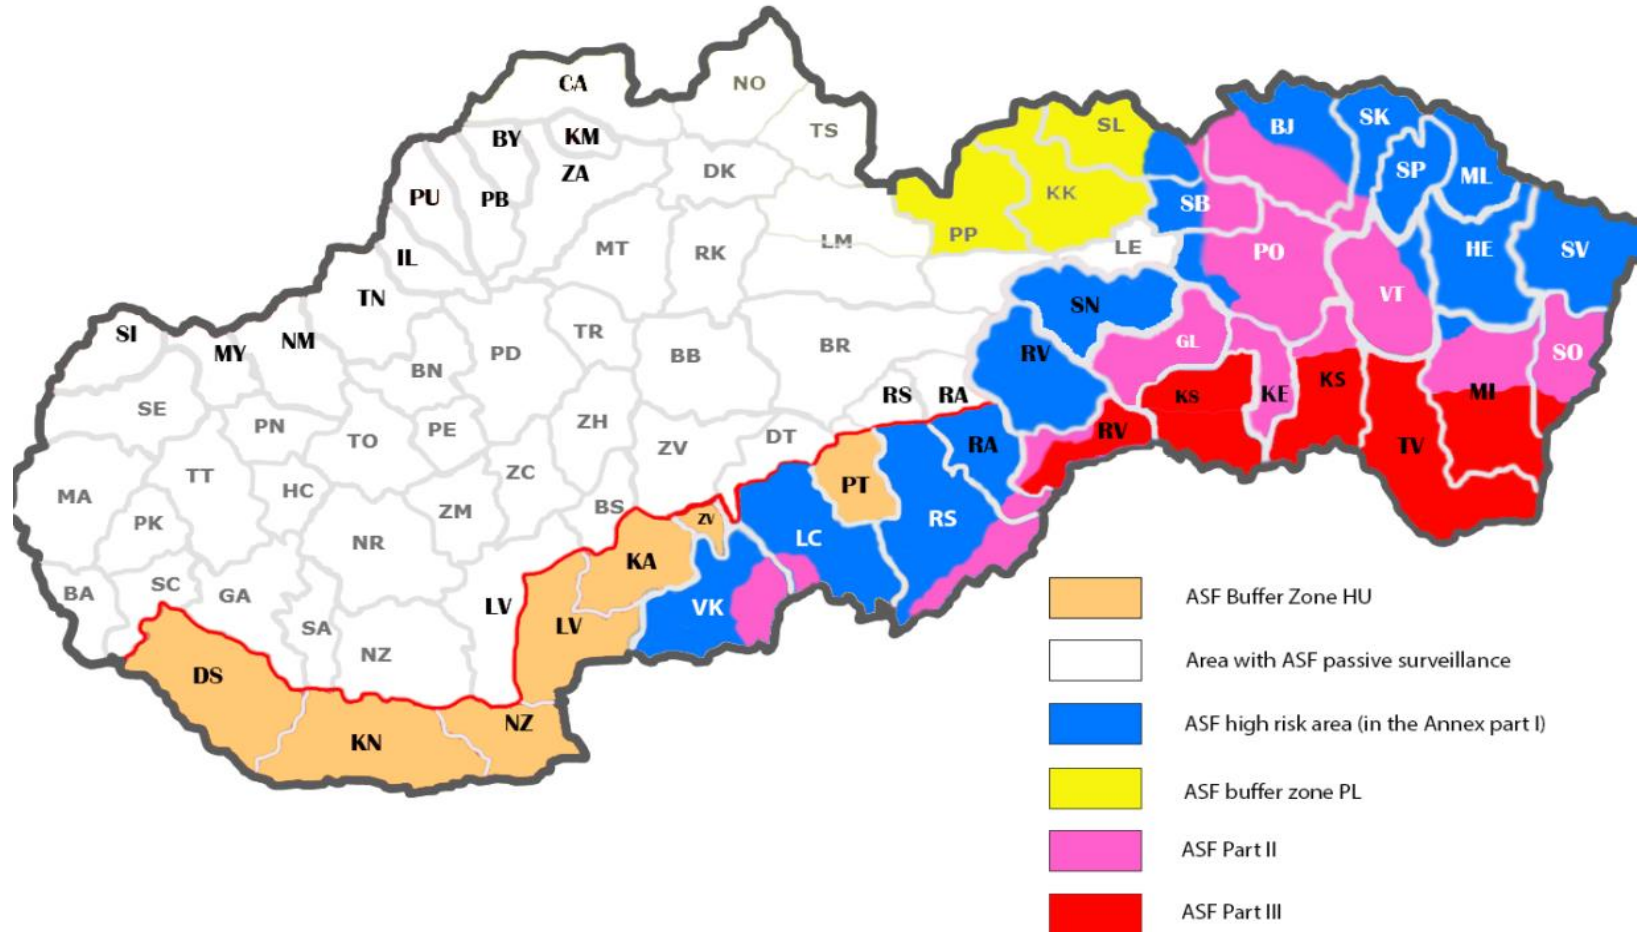 CA
NO
BY
KM
TS
SL
BJ
SK
PU
PB
ZA
DK
KK
SB
SP
ML
IL
MT
RK
LM
PP
LE
PO
HE
SV
TN
SN
VT
SI
MY
NM
BN
PD
TR
BB
BR
RV
GL
SO
SE
PN
TO
PE
ZH
ZV
DT
RS
RA
KS
KE
KS
MI
RV
TV
MA
TT
HC
ZC
RA
PT
PK
NR
ZM
BS
ZV
RS
LC
KA
BA
SC
GA
SA
NZ
LV
LV
VK
DS
KN
NZ
ASF Buffer Zone HU
Area with ASF passive surveillance
ASF high risk area (in the Annex part I)
ASF buffer zone PL
ASF Part II
ASF Part III